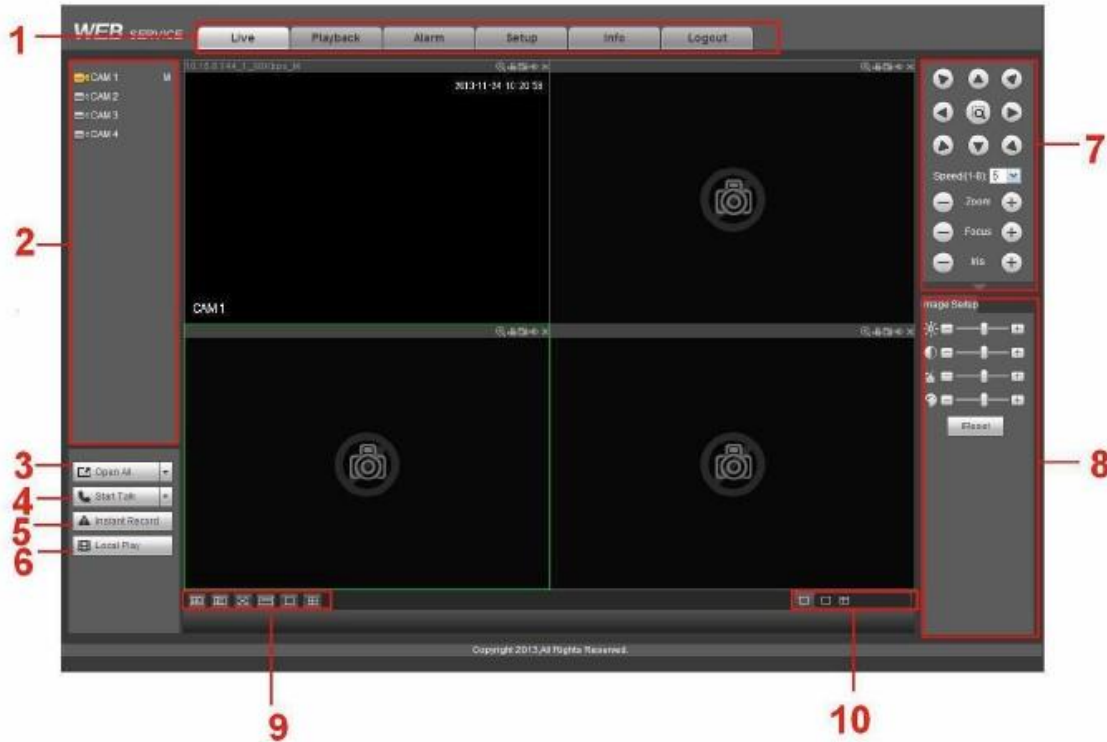 1
WEB SERVICE
Live
Playback
Alarm
Setup
Info
Logout
CAM 1 M
CAM 2
CAM 3
CAM 4
2013-11-24 10:20:58
CAM 1
2
3
Open All
4
Start Talk
5
Instant Record
6
Local Play
7
Speed(1-8): 5
Zoom
Focus
Iris
8
Image Setup
Reset
9
10
Copyright 2013,All Rights Reserved.